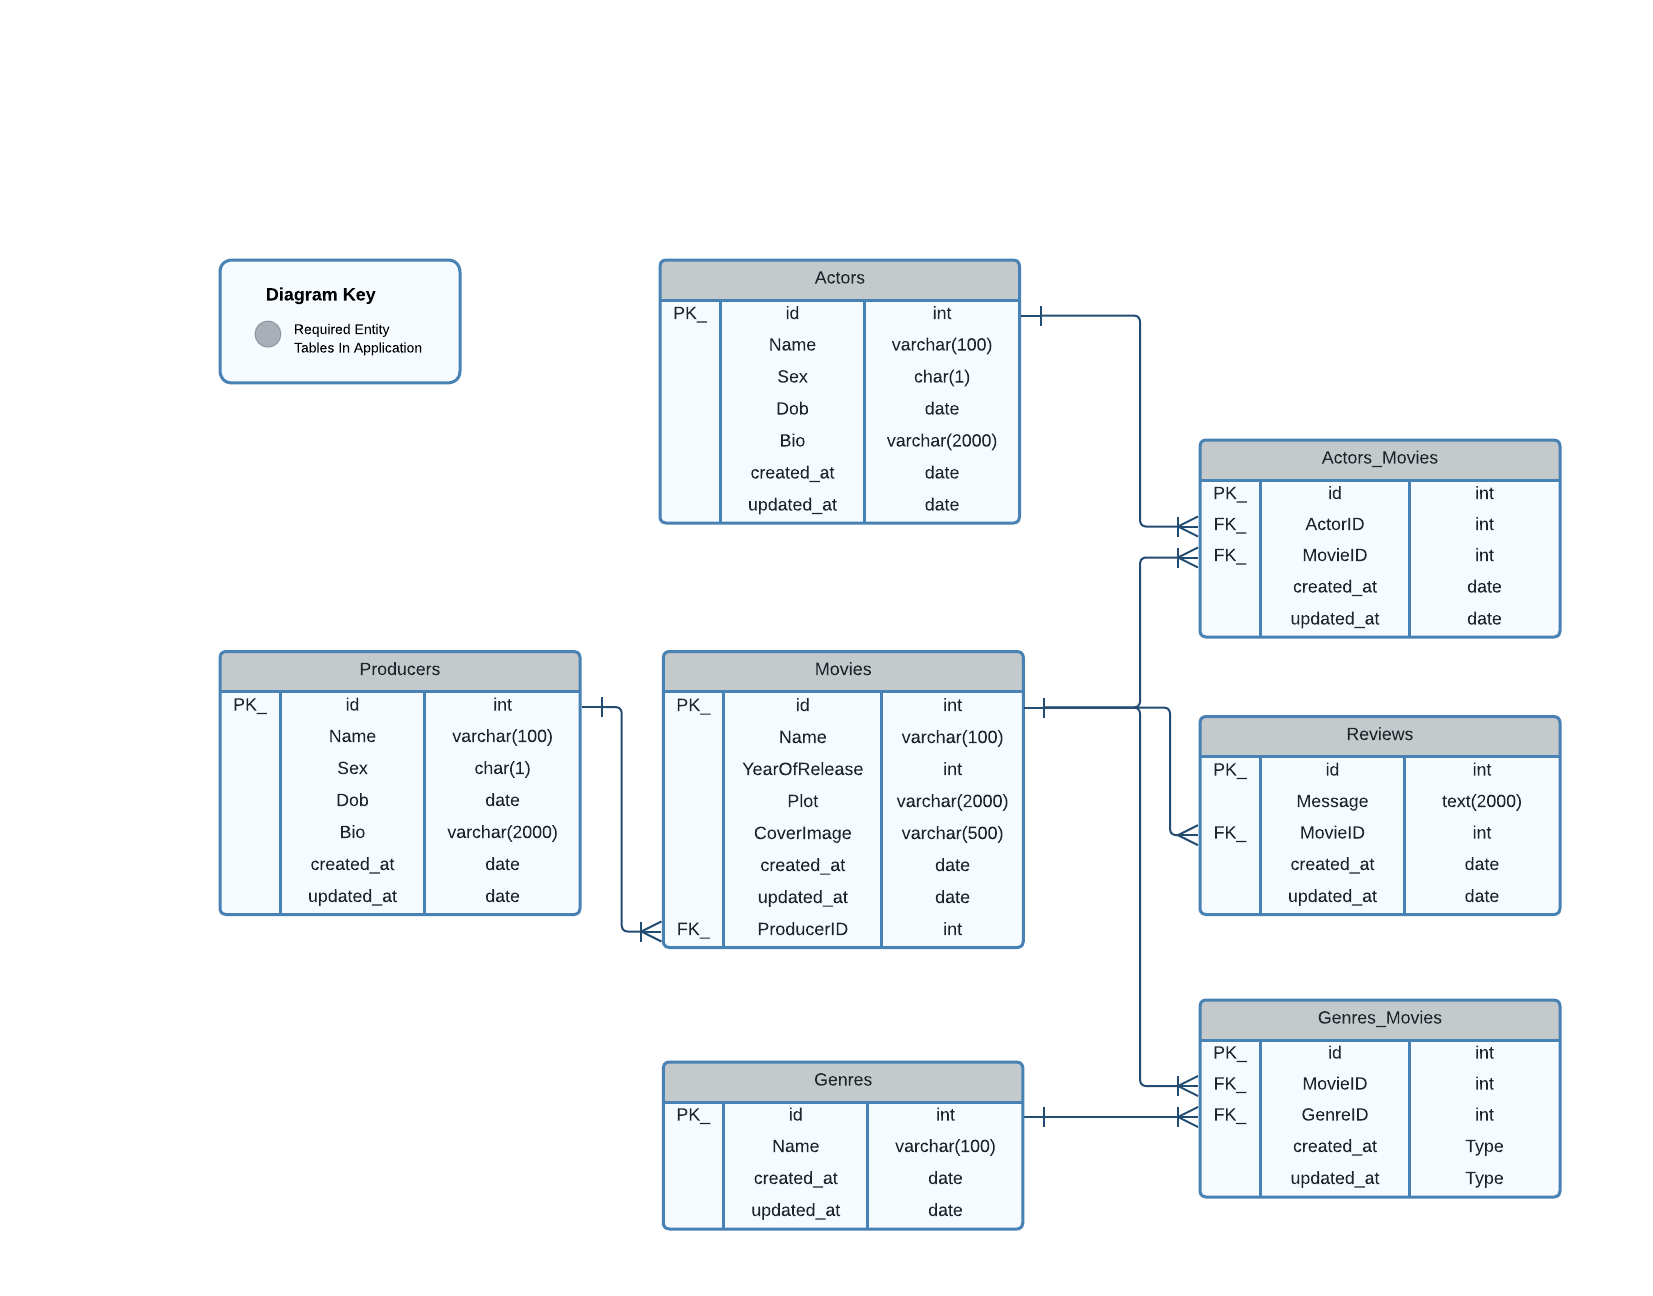 Diagram Key
Required Entity
Tables In Application
Actors
PK_ id int
Name varchar(100)
Sex char(1)
Dob date
Bio varchar(2000)
created_at date
updated_at date
Actors_Movies
PK_ id int
FK_ ActorID int
FK_ MovieID int
created_at date
updated_at date
Producers
PK_ id int
Name varchar(100)
Sex char(1)
Dob date
Bio varchar(2000)
created_at date
updated_at date
Movies
PK_ id int
Name varchar(100)
YearOfRelease int
Plot varchar(2000)
CoverImage varchar(500)
created_at date
updated_at date
FK_ ProducerID int
Reviews
PK_ id int
Message text(2000)
FK_ MovieID int
created_at date
updated_at date
Genres
PK_ id int
Name varchar(100)
created_at date
updated_at date
Genres_Movies
PK_ id int
FK_ MovieID int
FK_ GenreID int
created_at Type
updated_at Type